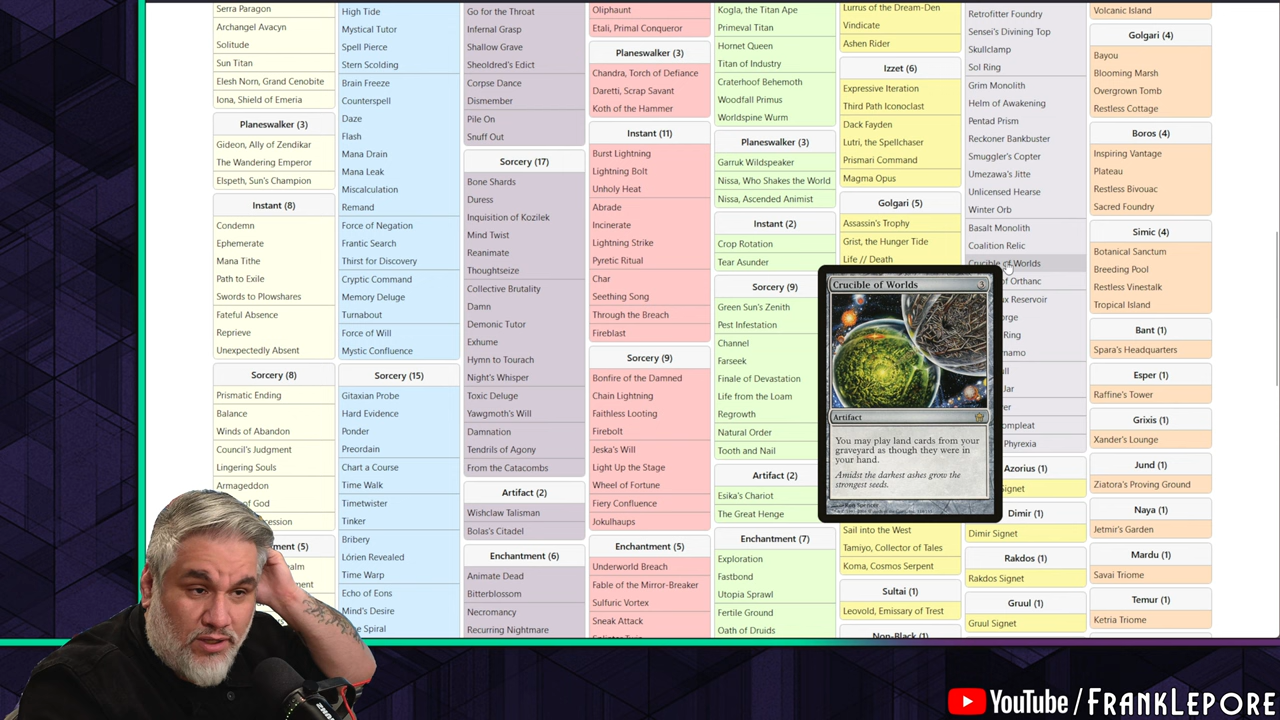 Serra Paragon
Archangel Avacyn
Solitude
Sun Titan
Elesh Norn, Grand Cenobite
Iona, Shield of Emeria
Planeswalker (3)
Gideon, Ally of Zendikar
The Wandering Emperor
Elspeth, Sun's Champion
Instant (8)
Condemn
Ephemerate
Mana Tithe
Path to Exile
Swords to Plowshares
Fateful Absence
Reprieve
Unexpectedly Absent
Sorcery (8)
Prismatic Ending
Balance
Winds of Abandon
Council's Judgment
Lingering Souls
Armageddon
of God
High Tide
Mystical Tutor
Spell Pierce
Stern Scolding
Brain Freeze
Counterspell
Daze
Flash
Mana Drain
Mana Leak
Miscalculation
Remand
Force of Negation
Frantic Search
Thirst for Discovery
Cryptic Command
Memory Deluge
Turnabout
Force of Will
Mystic Confluence
Sorcery (15)
Gitaxian Probe
Hard Evidence
Ponder
Preordain
Chart a Course
Time Walk
Timetwister
Tinker
Bribery
Lórien Revealed
Time Warp
Echo of Eons
Mind's Desire
Spiral
Go for the Throat
Infernal Grasp
Shallow Grave
Sheoldred's Edict
Corpse Dance
Dismember
Pile On
Snuff Out
Sorcery (17)
Bone Shards
Duress
Inquisition of Kozilek
Mind Twist
Reanimate
Thoughtseize
Collective Brutality
Damn
Demonic Tutor
Exhume
Hymn to Tourach
Night's Whisper
Toxic Deluge
Yawgmoth's Will
Damnation
Tendrils of Agony
From the Catacombs
Artifact (2)
Wishclaw Talisman
Bolas's Citadel
Enchantment (6)
Animate Dead
Bitterblossom
Necromancy
Recurring Nightmare
Oliphaunt
Etali, Primal Conqueror
Planeswalker (3)
Chandra, Torch of Defiance
Daretti, Scrap Savant
Koth of the Hammer
Instant (11)
Burst Lightning
Lightning Bolt
Unholy Heat
Abrade
Incinerate
Lightning Strike
Pyretic Ritual
Char
Seething Song
Through the Breach
Fireblast
Sorcery (9)
Bonfire of the Damned
Chain Lightning
Faithless Looting
Firebolt
Jeska's Will
Light Up the Stage
Wheel of Fortune
Fiery Confluence
Jokulhaups
Enchantment (5)
Underworld Breach
Fable of the Mirror-Breaker
Sulfuric Vortex
Sneak Attack
Kogla, the Titan Ape
Primeval Titan
Hornet Queen
Titan of Industry
Craterhoof Behemoth
Woodfall Primus
Worldspine Wurm
Planeswalker (3)
Garruk Wildspeaker
Nissa, Who Shakes the World
Nissa, Ascended Animist
Instant (2)
Crop Rotation
Tear Asunder
Sorcery (9)
Green Sun's Zenith
Pest Infestation
Channel
Farseek
Finale of Devastation
Life from the Loam
Regrowth
Natural Order
Tooth and Nail
Artifact (2)
Esika's Chariot
The Great Henge
Enchantment (7)
Exploration
Fastbond
Utopia Sprawl
Fertile Ground
Oath of Druids
Lurrus of the Dream-Den
Vindicate
Ashen Rider
Izzet (6)
Expressive Iteration
Third Path Iconoclast
Dack Fayden
Lutri, the Spellchaser
Prismari Command
Magma Opus
Golgari (5)
Assassin's Trophy
Grist, the Hunger Tide
Life // Death
Crucible of Worlds 3
Artifact
You may play land cards from your
graveyard as though they were in
your hand.
Amidst the darkest ashes grow the
strongest seeds.
Sail into the West
Tamiyo, Collector of Tales
Koma, Cosmos Serpent
Sultai (1)
Leovold, Emissary of Trest
Non-Black (1)
Retrofitter Foundry
Sensei's Divining Top
Skullclamp
Sol Ring
Grim Monolith
Helm of Awakening
Pentad Prism
Reckoner Bankbuster
Smuggler's Copter
Umezawa's Jitte
Unlicensed Hearse
Winter Orb
Basalt Monolith
Coalition Relic
Crucible of Worlds
of Orthanc
Reservoir
Ring
Jar
Phyrexia
Azorius (1)
Signet
Dimir (1)
Dimir Signet
Rakdos (1)
Rakdos Signet
Gruul (1)
Gruul Signet
Volcanic Island
Golgari (4)
Bayou
Blooming Marsh
Overgrown Tomb
Restless Cottage
Boros (4)
Inspiring Vantage
Plateau
Restless Bivouac
Sacred Foundry
Simic (4)
Botanical Sanctum
Breeding Pool
Restless Vinestalk
Tropical Island
Bant (1)
Spara's Headquarters
Esper (1)
Raffine's Tower
Grixis (1)
Xander's Lounge
Jund (1)
Ziatora's Proving Ground
Naya (1)
Jetmir's Garden
Mardu (1)
Savai Triome
Temur (1)
Ketria Triome
YouTube/FrankLepore